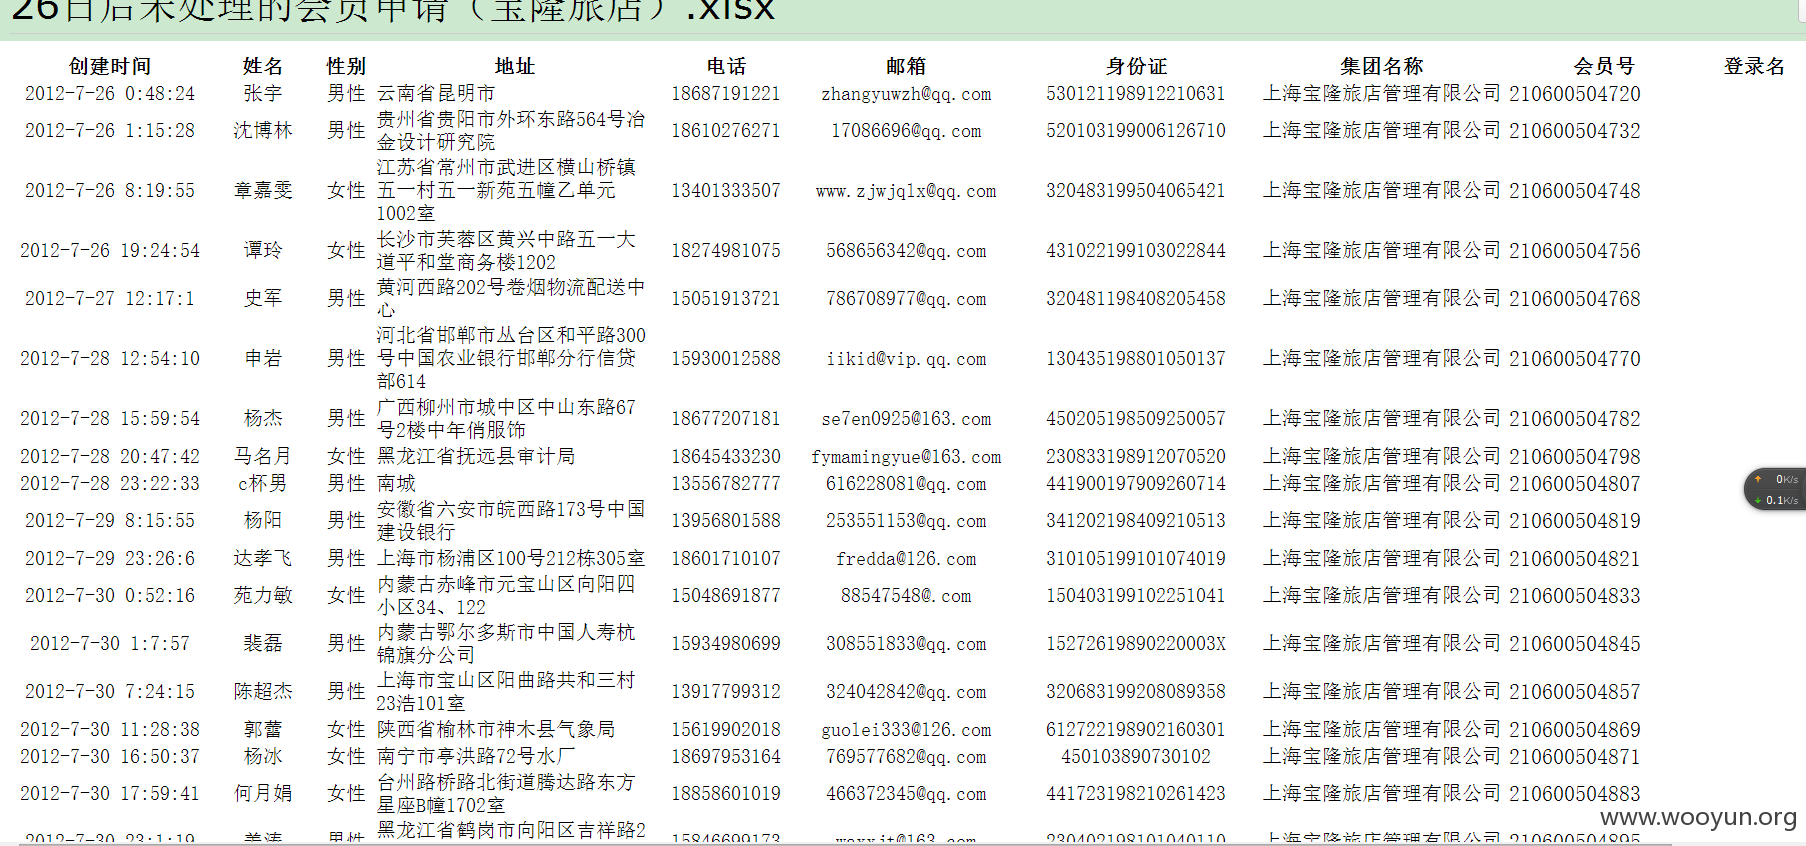 26日后未处理的会员申请（宝隆旅店）.xlsx
创建时间 姓名 性别 地址 电话 邮箱 身份证 集团名称 会员号 登录名
2012-7-26 0:48:24 张宇 男性 云南省昆明市 18687191221 zhangyuwzh@qq.com 530121198912210631 上海宝隆旅店管理有限公司 210600504720
2012-7-26 1:15:28 沈博林 男性 贵州省贵阳市外环东路564号冶
金设计研究院 18610276271 17086696@qq.com 520103199006126710 上海宝隆旅店管理有限公司 210600504732
江苏省常州市武进区横山桥镇
2012-7-26 8:19:55 章嘉雯 女性 五一村五一新苑五幢乙单元 13401333507 www.zjwjqlx@qq.com 320483199504065421 上海宝隆旅店管理有限公司 210600504748
1002室
2012-7-26 19:24:54 谭玲 女性 长沙市芙蓉区黄兴中路五一大
道平和堂商务楼1202 18274981075 568656342@qq.com 431022199103022844 上海宝隆旅店管理有限公司 210600504756
2012-7-27 12:17:1 史军 男性 黄河西路202号卷烟物流配送中
心 15051913721 786708977@qq.com 320481198408205458 上海宝隆旅店管理有限公司 210600504768
河北省邯郸市丛台区和平路300
2012-7-28 12:54:10 申岩 男性 号中国农业银行邯郸分行信贷 15930012588 iikid@vip.qq.com 130435198801050137 上海宝隆旅店管理有限公司 210600504770
部614
2012-7-28 15:59:54 杨杰 男性 广西柳州市城中区中山东路67
号2楼中年俏服饰 18677207181 se7en0925@163.com 450205198509250057 上海宝隆旅店管理有限公司 210600504782
2012-7-28 20:47:42 马名月 女性 黑龙江省抚远县审计局 18645433230 fymamingyue@163.com 230833198912070520 上海宝隆旅店管理有限公司 210600504798
2012-7-28 23:22:33 c杯男 男性 南城 13556782777 616228081@qq.com 441900197909260714 上海宝隆旅店管理有限公司 210600504807
2012-7-29 8:15:55 杨阳 男性 安徽省六安市皖西路173号中国
建设银行 13956801588 253551153@qq.com 341202198409210513 上海宝隆旅店管理有限公司 210600504819
2012-7-29 23:26:6 达孝飞 男性 上海市杨浦区100号212栋305室 18601710107 fredda@126.com 310105199101074019 上海宝隆旅店管理有限公司 210600504821
2012-7-30 0:52:16 苑力敏 女性 内蒙古赤峰市元宝山区向阳四
小区34、122 15048691877 88547548@.com 150403199102251041 上海宝隆旅店管理有限公司 210600504833
2012-7-30 1:7:57 裴磊 男性 内蒙古鄂尔多斯市中国人寿杭
锦旗分公司 15934980699 308551833@qq.com 15272619890220003X 上海宝隆旅店管理有限公司 210600504845
2012-7-30 7:24:15 陈超杰 男性 上海市宝山区阳曲路共和三村
23浩101室 13917799312 324042842@qq.com 320683199208089358 上海宝隆旅店管理有限公司 210600504857
2012-7-30 11:28:38 郭蕾 女性 陕西省榆林市神木县气象局 15619902018 guolei333@126.com 612722198902160301 上海宝隆旅店管理有限公司 210600504869
2012-7-30 16:50:37 杨冰 女性 南宁市亭洪路72号水厂 18697953164 769577682@qq.com 450103890730102 上海宝隆旅店管理有限公司 210600504871
2012-7-30 17:59:41 何月娟 女性 台州路桥路北街道腾达路东方
星座B幢1702室 18858601019 466372345@qq.com 441723198210261423 上海宝隆旅店管理有限公司 210600504883
黑龙江省鹤岗市向阳区吉祥路2
2012-7-30 23:1:19 男性 15846699173 230402198101040110 上海宝隆旅店管理有限公司 210600504895
0K/s
0.1K/s
www.wooyun.org